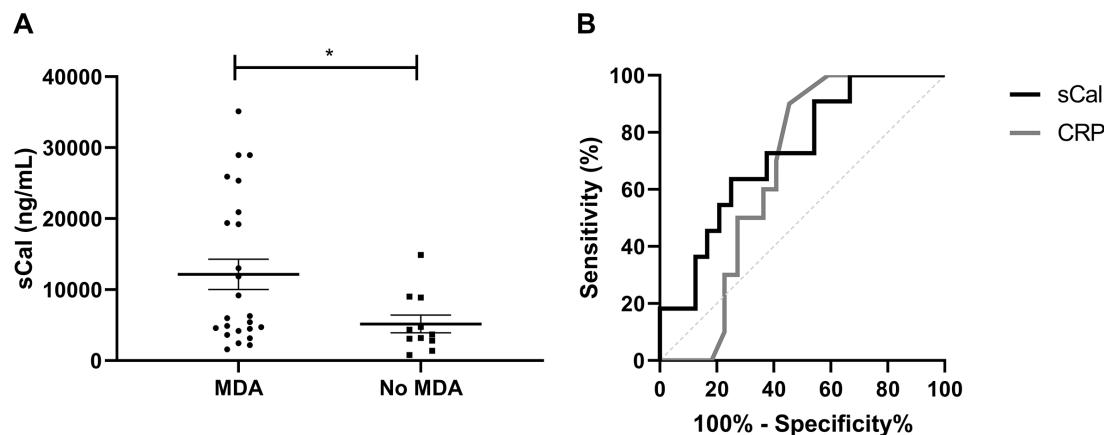 A
*
sCal (ng/mL)
40000
30000
20000
10000
0
MDA
No MDA
B
Sensitivity (%)
100
80
60
40
20
0
0
20
40
60
80
100
100% - Specificity%
sCal
CRP